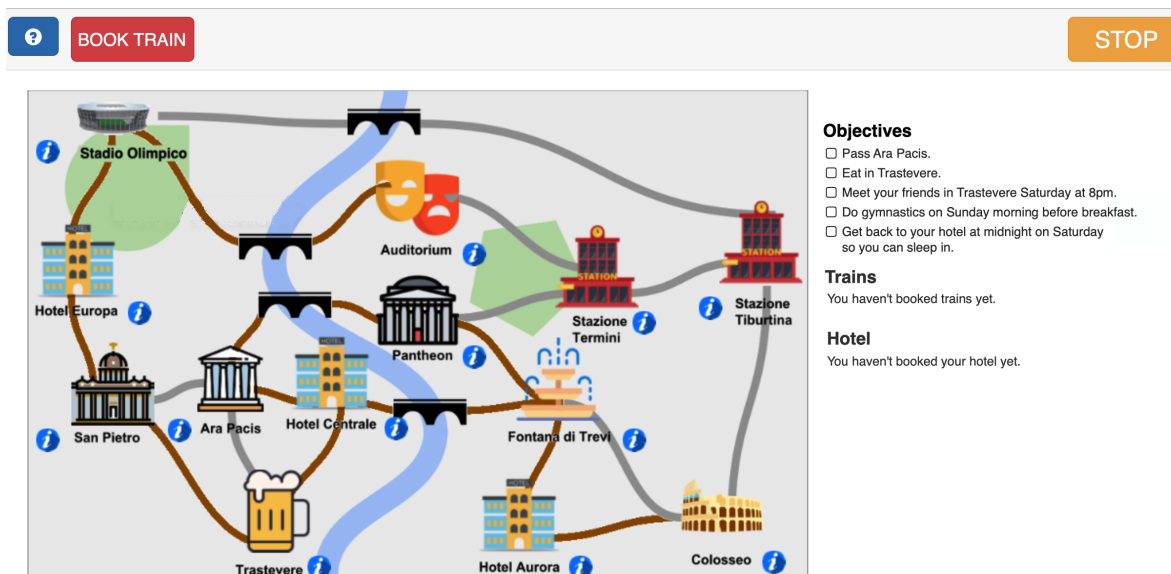 BOOK TRAIN
STOP
Objectives
Pass Ara Pacis.
Eat in Trastevere.
Meet your friends in Trastevere Saturday at 8pm.
Do gymnastics on Sunday morning before breakfast.
Get back to your hotel at midnight on Saturday
so you can sleep in.
Trains
You haven't booked trains yet.
Hotel
You haven't booked your hotel yet.
Stadio Olimpico
HOTEL
Hotel Europa
Auditorium
STATION
Stazione
Termini
STATION
Stazione
Tiburtina
Pantheon
San Pietro
Ara Pacis
HOTEL
Hotel Centrale
Fontana di Trevi
Trastevere
HOTEL
Hotel Aurora
Colosseo